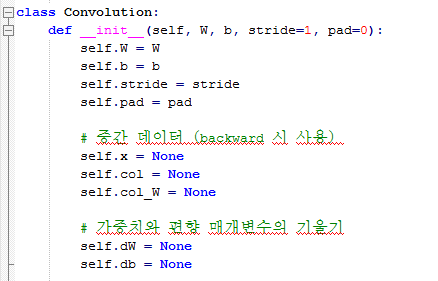 class Convolution:
    def __init__(self, W, b, stride=1, pad=0):
        self.W = W
        self.b = b
        self.stride = stride
        self.pad = pad

        # 중간 데이터 (backward 시 사용)
        self.x = None
        self.col = None
        self.col_W = None

        # 가중치와 편향 매개변수의 기울기
        self.dW = None
        self.db = None